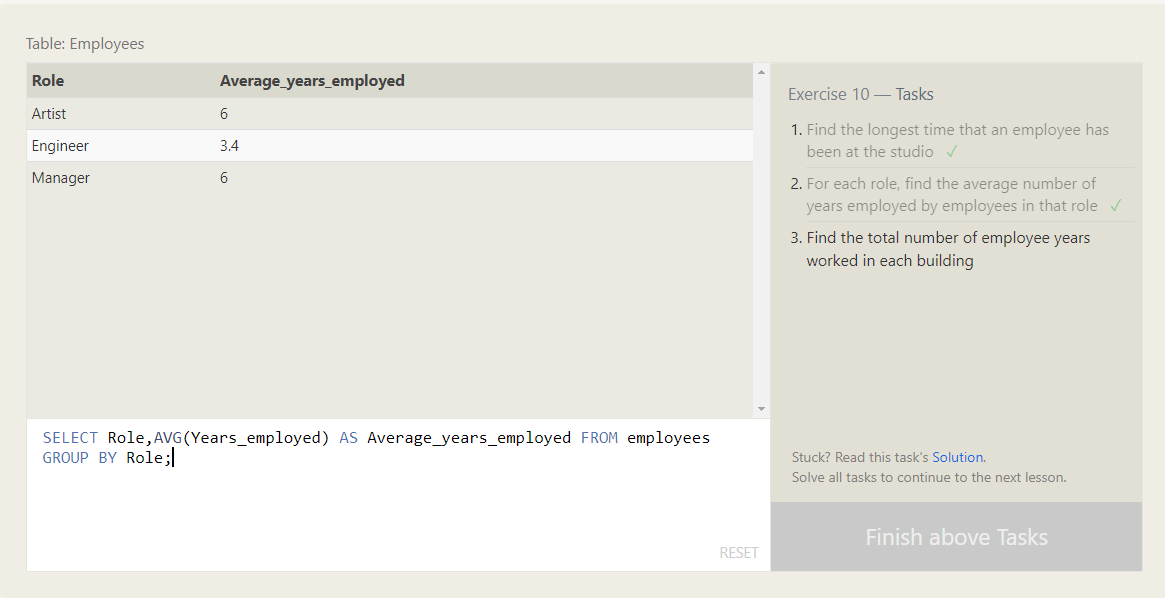 Table: Employees
Role Average_years_employed
Artist 6
Engineer 3.4
Manager 6
SELECT Role,AVG(Years_employed) AS Average_years_employed FROM employees
GROUP BY Role;
RESET
Exercise 10 — Tasks
1. Find the longest time that an employee has
been at the studio ✓
2. For each role, find the average number of
years employed by employees in that role ✓
3. Find the total number of employee years
worked in each building
Stuck? Read this task's Solution.
Solve all tasks to continue to the next lesson.
Finish above Tasks